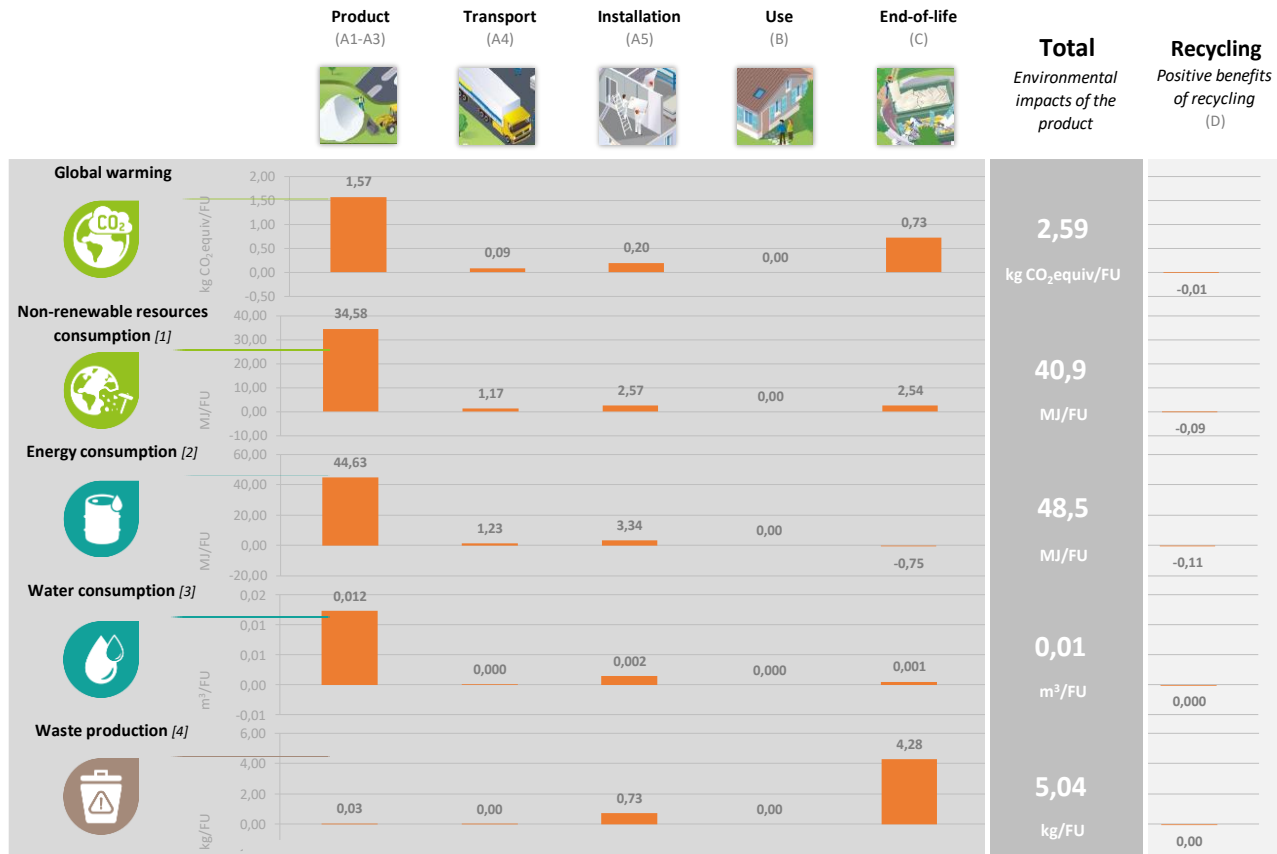 Product
(A1-A3)
Transport
(A4)
Installation
(A5)
Use
(B)
End-of-life
(C)
Total
Environmental
impacts of the
product
Recycling
Positive benefits
of recycling
(D)
Global warming
CO2
kg CO2equiv/FU
2,00
1,50
1,00
0,50
0,00
-0,50
1,57
0,09
0,20
0,00
0,73
2,59
kg CO2equiv/FU
-0,01
Non-renewable resources
consumption [1]
MJ/FU
40,00
30,00
20,00
10,00
0,00
-10,00
34,58
1,17
2,57
0,00
2,54
40,9
MJ/FU
-0,09
Energy consumption [2]
MJ/FU
60,00
40,00
20,00
0,00
-20,00
44,63
1,23
3,34
0,00
-0,75
48,5
MJ/FU
-0,11
Water consumption [3]
m³/FU
0,02
0,01
0,01
0,00
-0,01
0,012
0,000
0,002
0,000
0,001
0,01
m³/FU
0,000
Waste production [4]
kg/FU
6,00
4,00
2,00
0,00
-
0,03
0,00
0,73
0,00
4,28
5,04
kg/FU
0,00